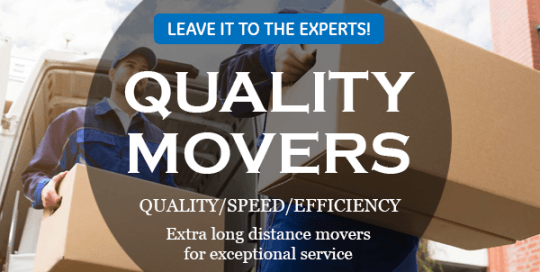 LEAVE IT TO THE EXPERTS!
QUALITY
MOVERS
QUALITY/SPEED/EFFICIENCY
Extra long distance movers
for exceptional service